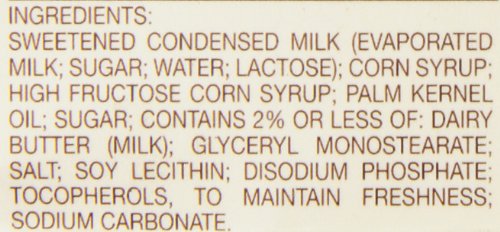 INGREDIENTS:
SWEETENED CONDENSED MILK (EVAPORATED
MILK; SUGAR; WATER; LACTOSE); CORN SYRUP;
HIGH FRUCTOSE CORN SYRUP; PALM KERNEL
OIL; SUGAR; CONTAINS 2% OR LESS OF: DAIRY
BUTTER (MILK); GLYCERYL MONOSTEARATE;
SALT; SOY LECITHIN; DISODIUM PHOSPHATE;
TOCOPHEROLS, TO MAINTAIN FRESHNESS;
SODIUM CARBONATE.